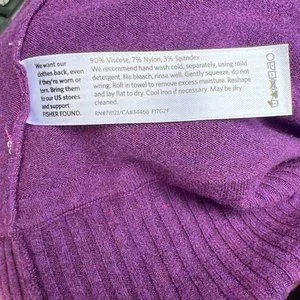 We want our
clothes back, even
if they're worn or
torn. Bring them
to our US stores
and support
FISHER FOUND.
90% Viscose, 7% Nylon, 3% Spandex
We recommend hand wash cold, separately, using mild
detergent. No bleach, rinse well. Gently squeeze, do not
wring. Roll in towel to remove excess moisture. Reshape
and lay flat to dry. Cool iron if necessary. May be dry
cleaned.
RN#78121/CA#34460 F17GZF